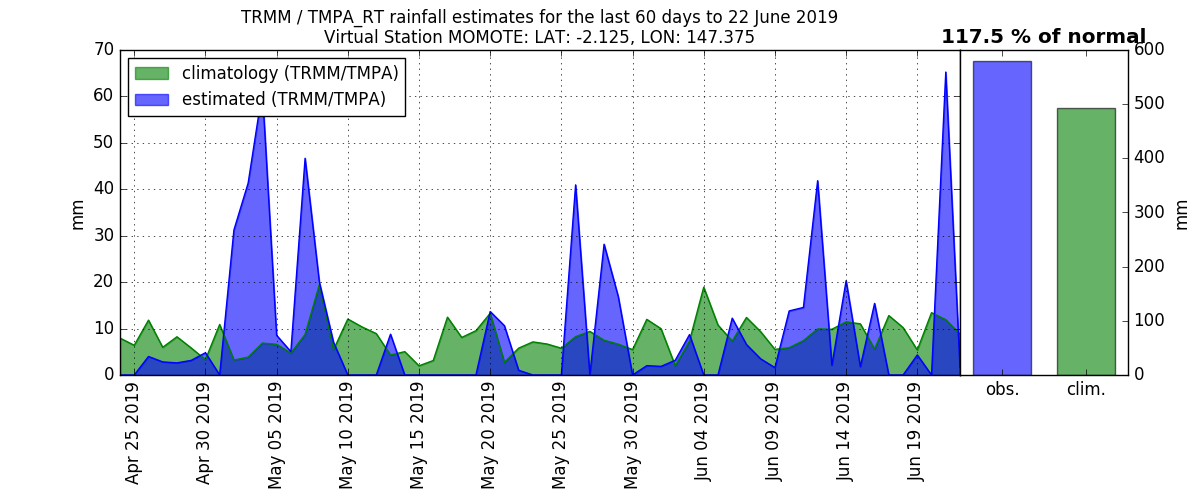 TRMM / TMPA_RT rainfall estimates for the last 60 days to 22 June 2019
Virtual Station MOMOTE: LAT: -2.125, LON: 147.375
117.5 % of normal
climatology (TRMM/TMPA)
estimated (TRMM/TMPA)
70
60
50
40
30
20
10
0
mm
Apr 25 2019
Apr 30 2019
May 05 2019
May 10 2019
May 15 2019
May 20 2019
May 25 2019
May 30 2019
Jun 04 2019
Jun 09 2019
Jun 14 2019
Jun 19 2019
obs.
clim.
600
500
400
300
200
100
0
mm